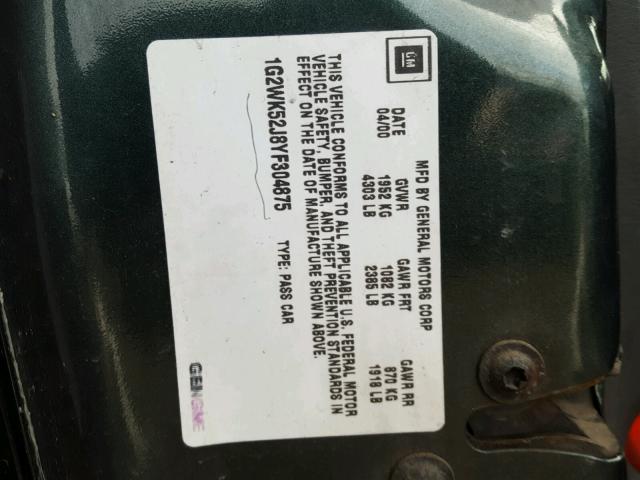 GM
MFD BY GENERAL MOTORS CORP
DATE GVWR GAWR FRT GAWR RR
04/00 1952 KG 1082 KG 870 KG
4303 LB 2385 LB 1918 LB
THIS VEHICLE CONFORMS TO ALL APPLICABLE U.S. FEDERAL MOTOR
VEHICLE SAFETY, BUMPER, AND THEFT PREVENTION STANDARDS IN
EFFECT ON THE DATE OF MANUFACTURE SHOWN ABOVE.
1G2WK52J8YF304875 TYPE: PASS CAR